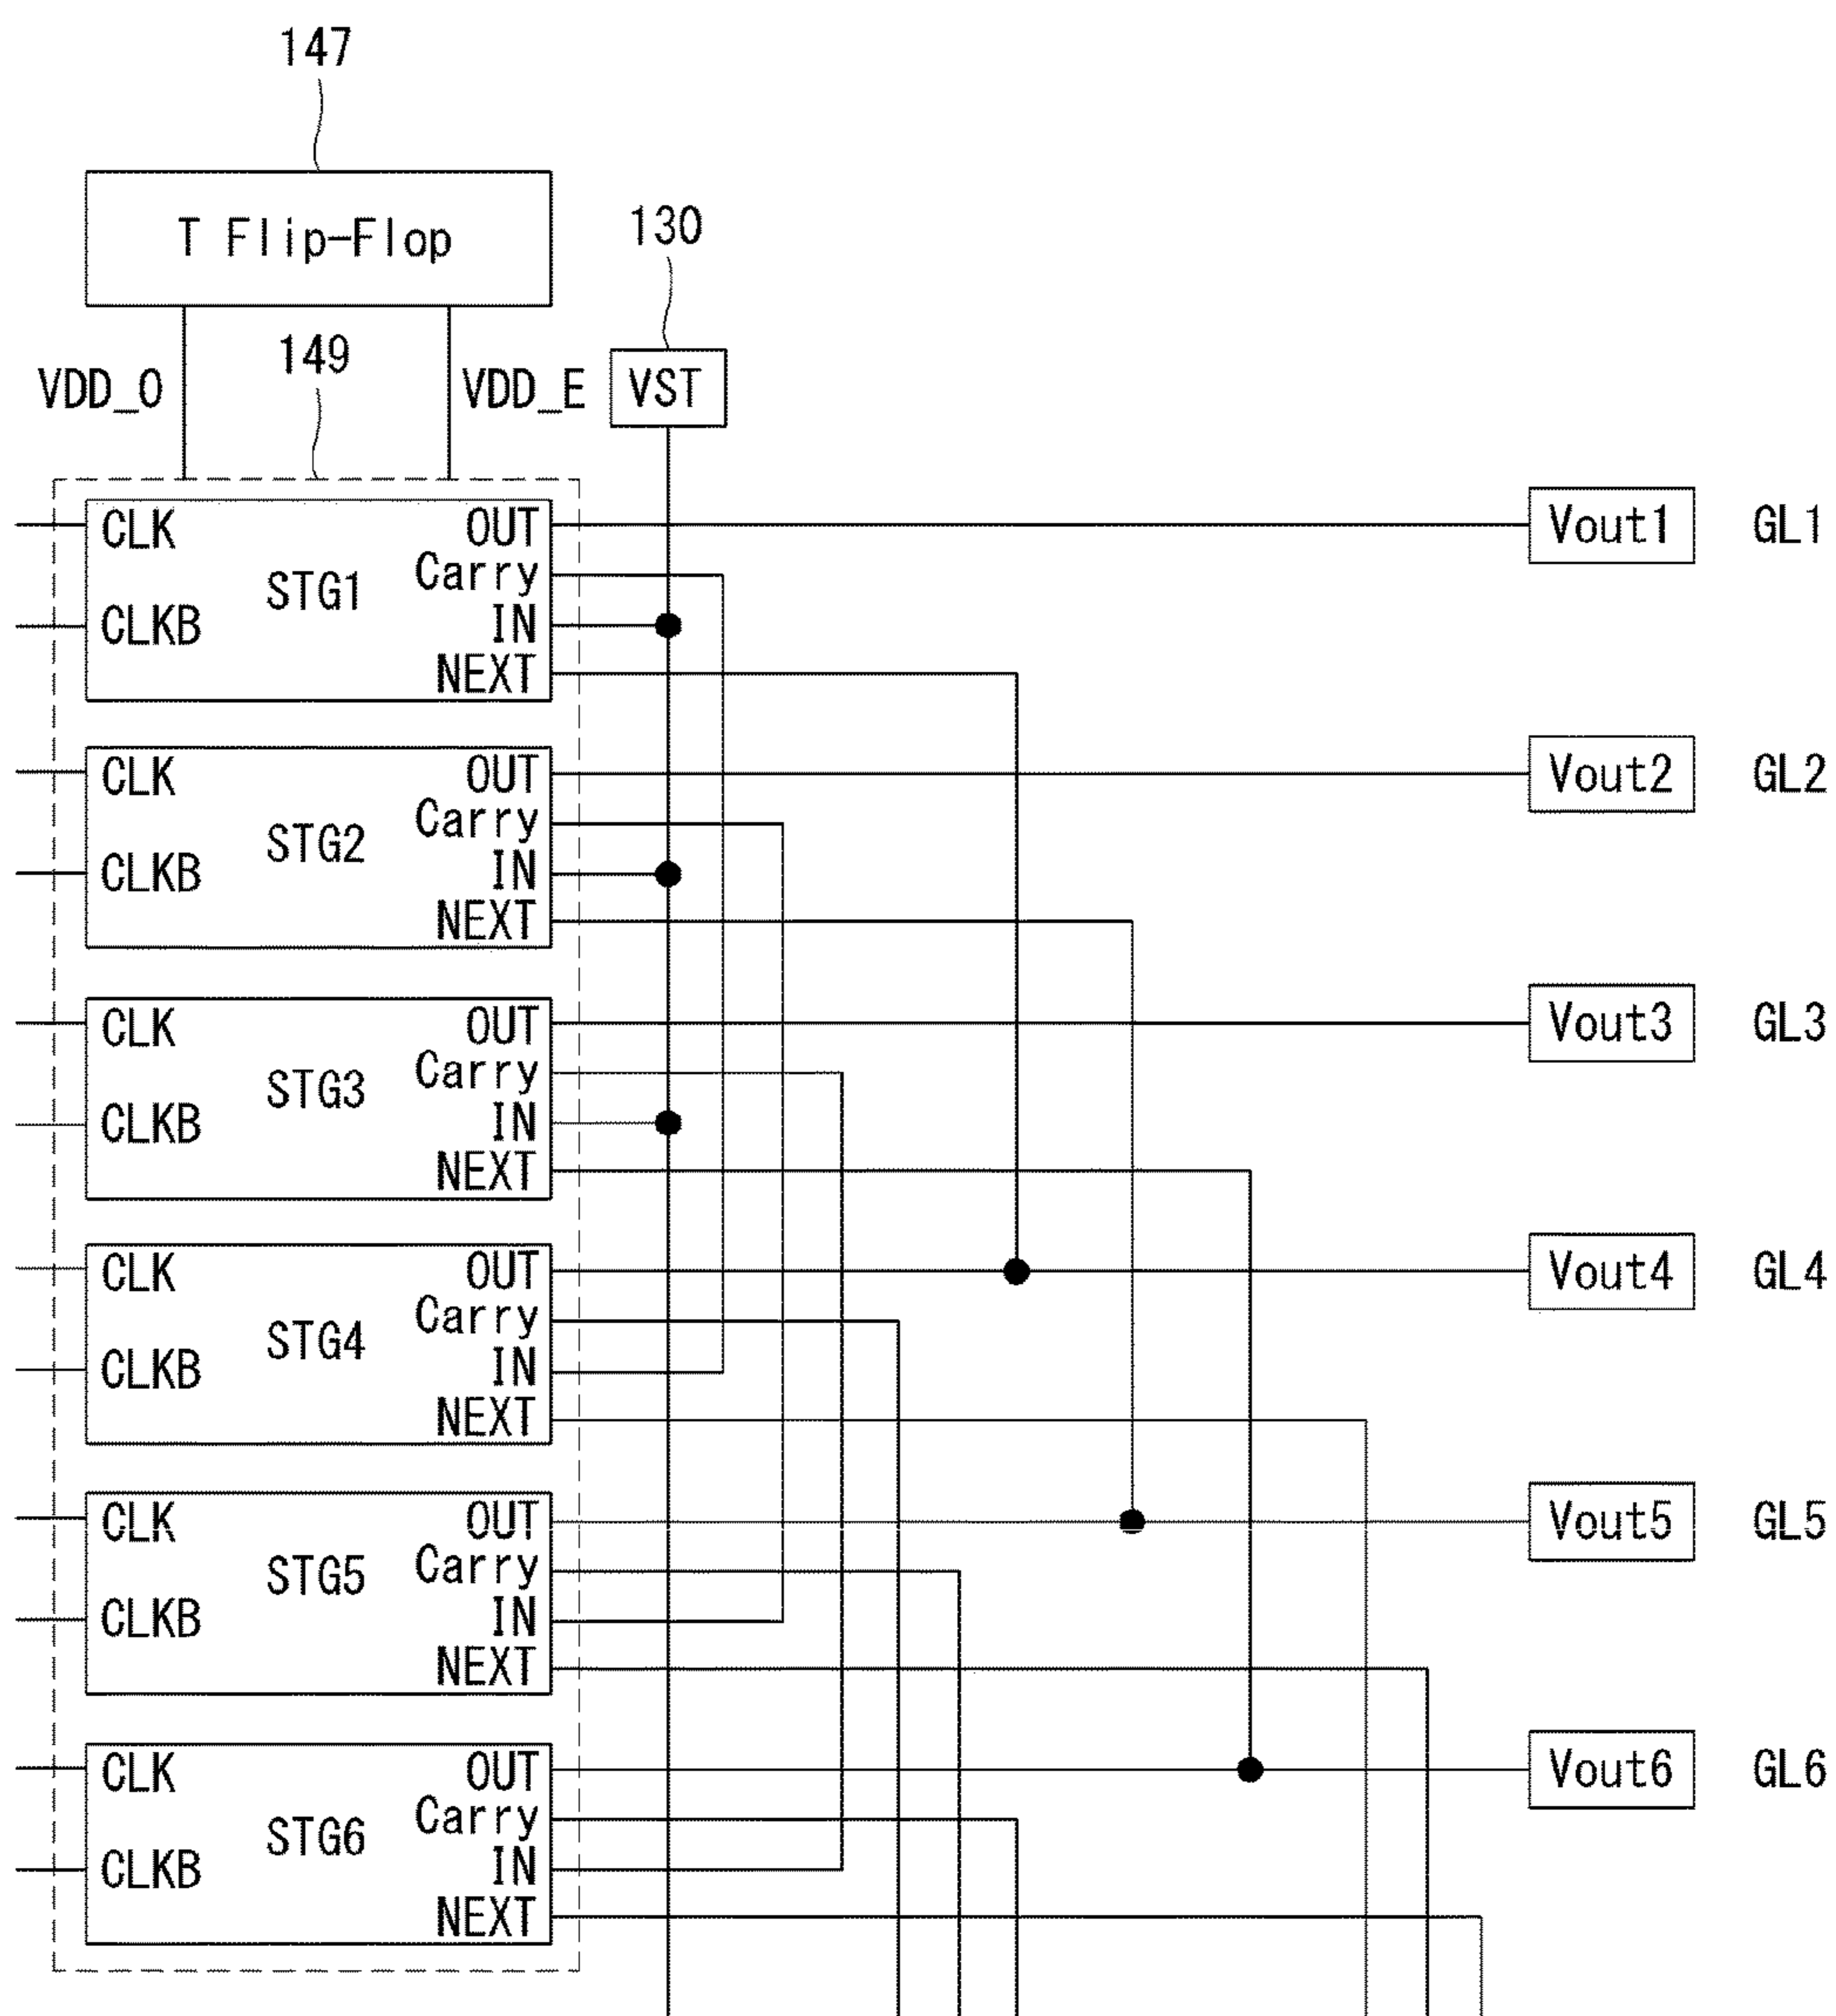 147
T Flip-Flop
130
149
VDD_O
VDD_E
VST
CLK
OUT
Vout1
GL1
Carry
STG1
CLKB
IN
NEXT
CLK
OUT
Vout2
GL2
Carry
STG2
CLKB
IN
NEXT
CLK
OUT
Vout3
GL3
Carry
STG3
CLKB
IN
NEXT
CLK
OUT
Vout4
GL4
Carry
STG4
CLKB
IN
NEXT
CLK
OUT
Vout5
GL5
Carry
STG5
CLKB
IN
NEXT
CLK
OUT
Vout6
GL6
Carry
STG6
CLKB
IN
NEXT